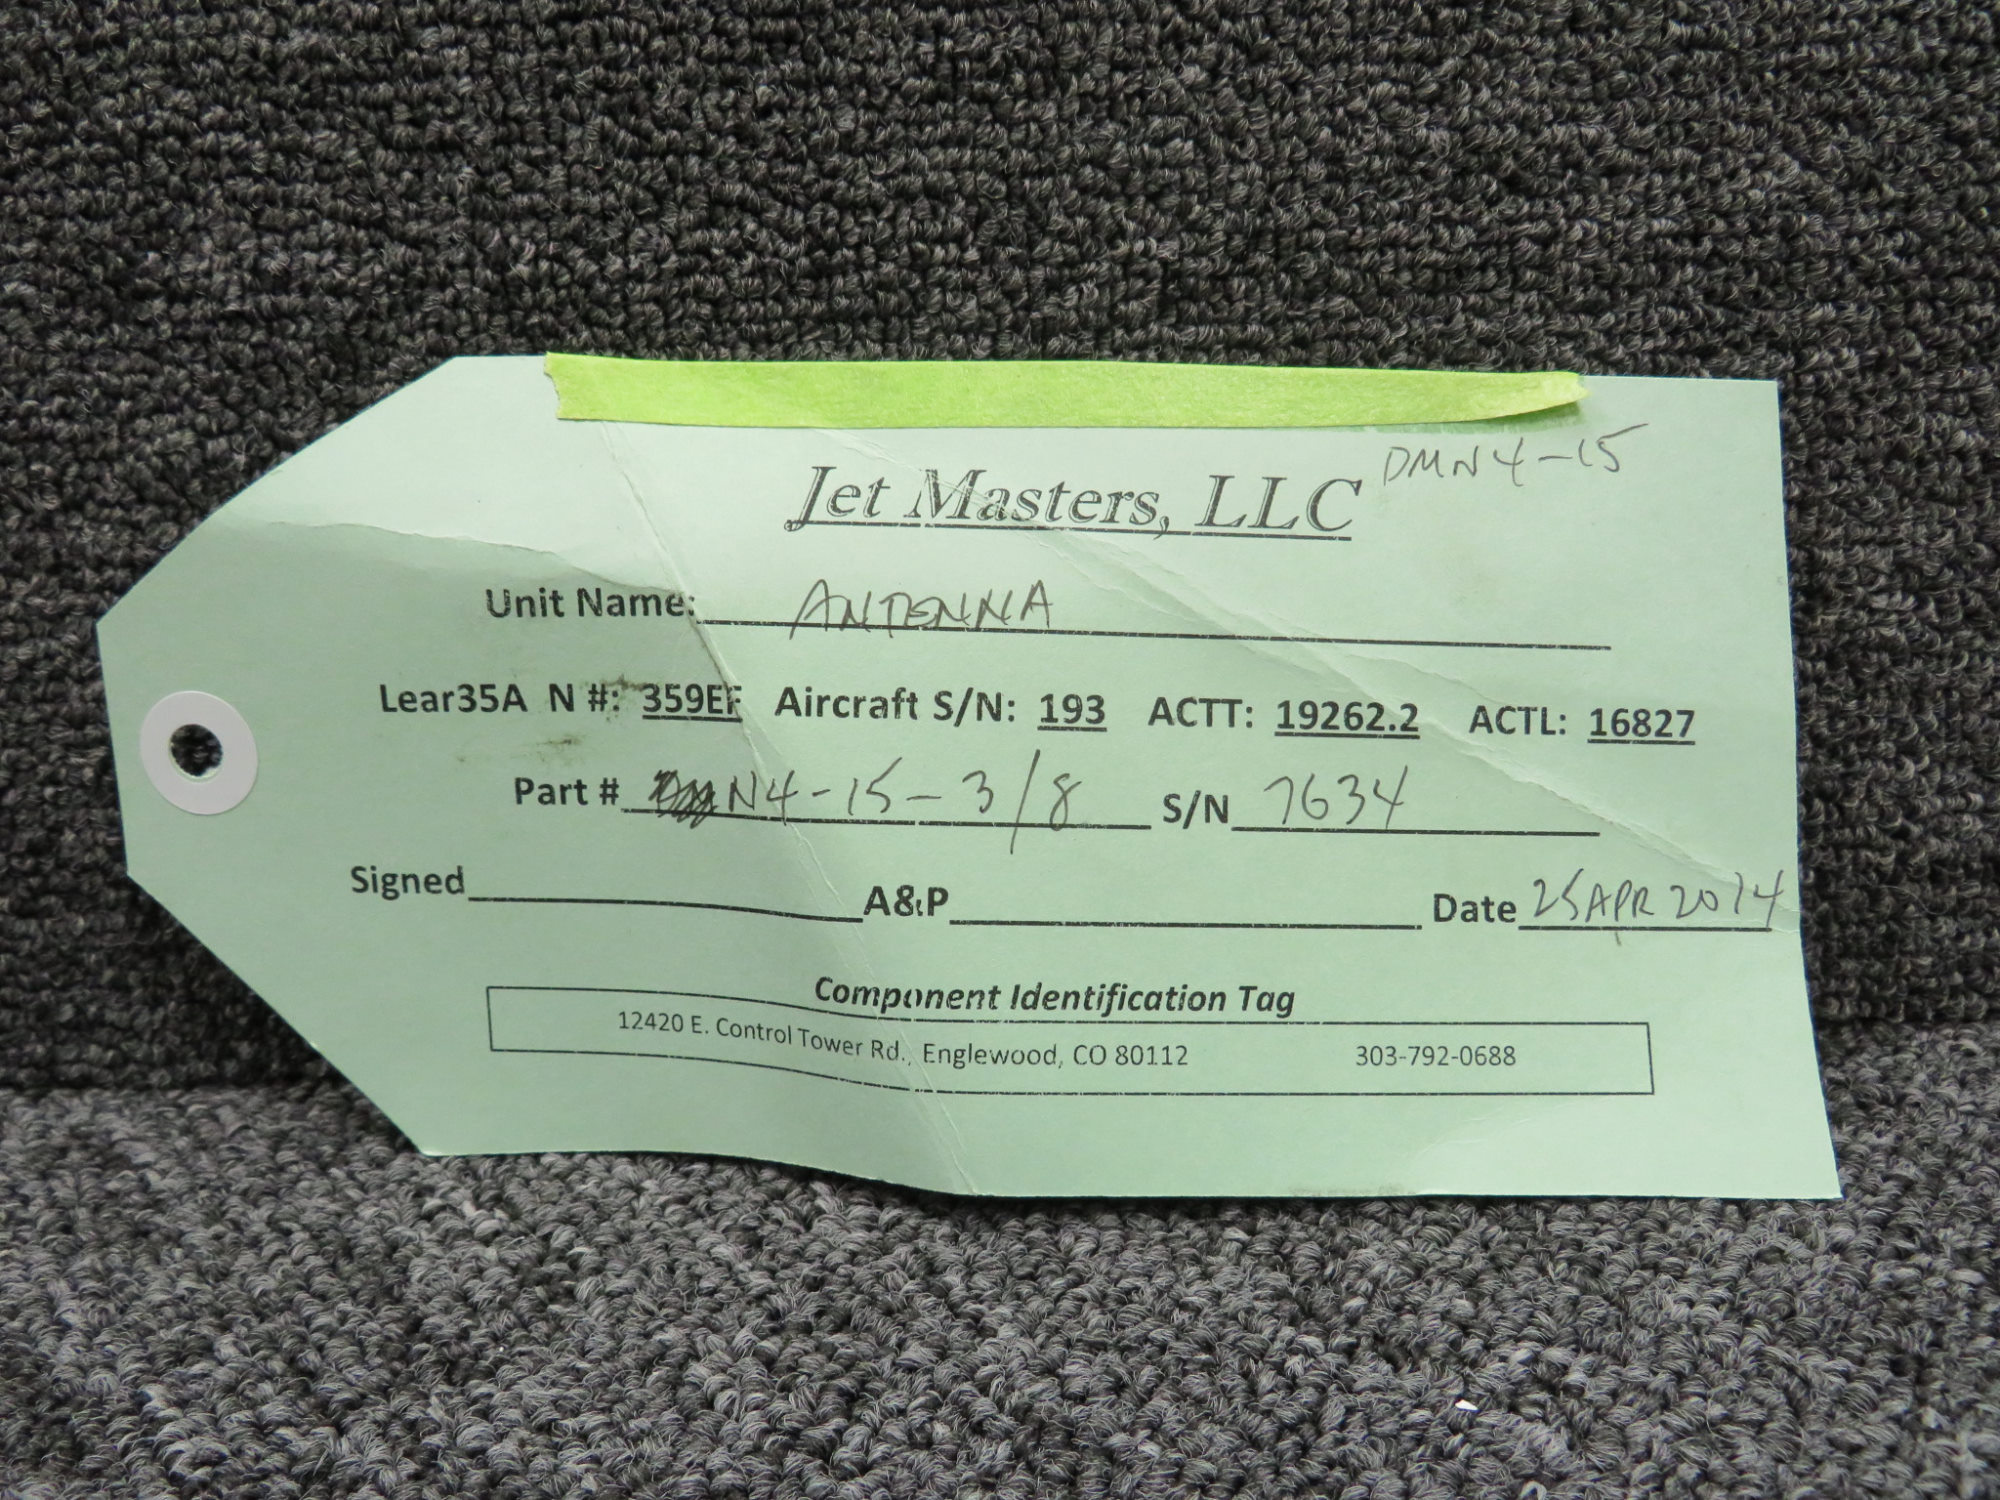 DMN4-15
Jet Masters, LLC
Unit Name: ANTENNA
Lear35A N #: 359EF Aircraft S/N: 193 ACTT: 19262.2 ACTL: 16827
Part # N4-15-3/8 S/N 7634
Signed A&P Date 25 APR 2014
Component Identification Tag
12420 E. Control Tower Rd., Englewood, CO 80112 303-792-0688